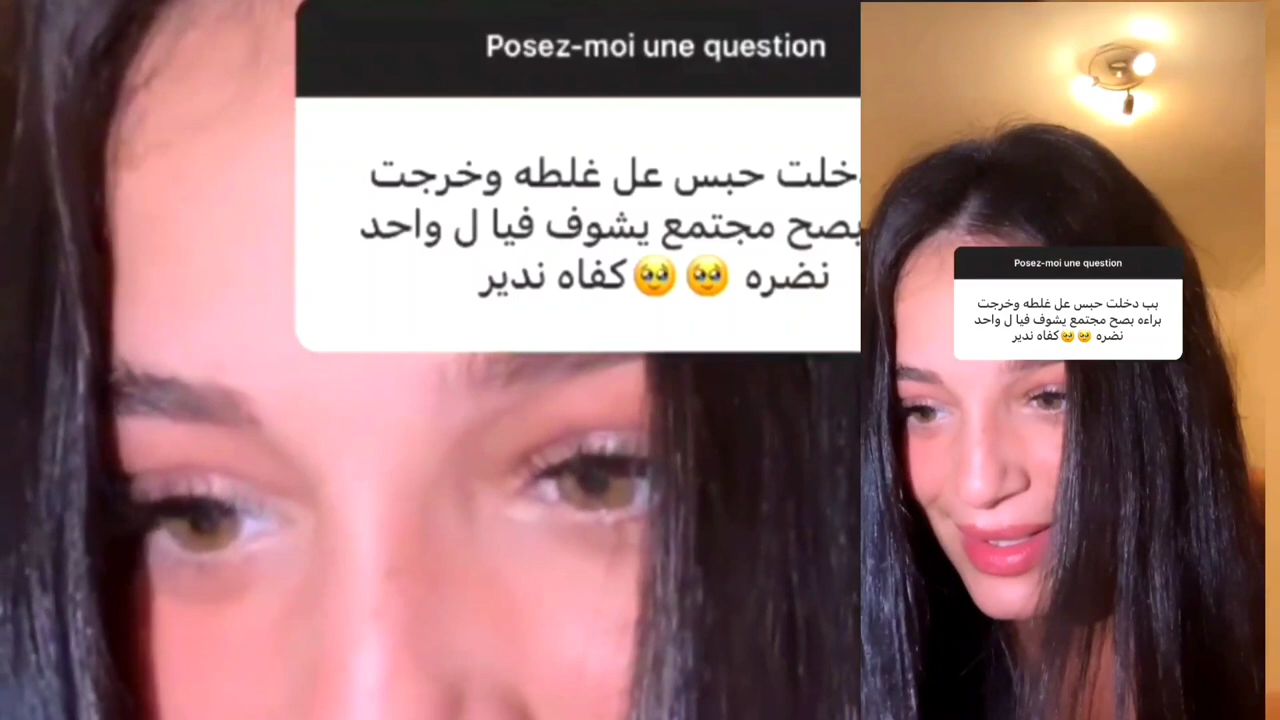 Posez-moi une question
دخلت حبس عل غلطه وخرجت
بصح مجتمع يشوف فيا ل واحد
نضره 🥹🥹كفاه ندير
Posez-moi une question
بب دخلت حبس عل غلطه وخرجت
براءه بصح مجتمع يشوف فيا ل واحد
نضره 🥹🥹كفاه ندير